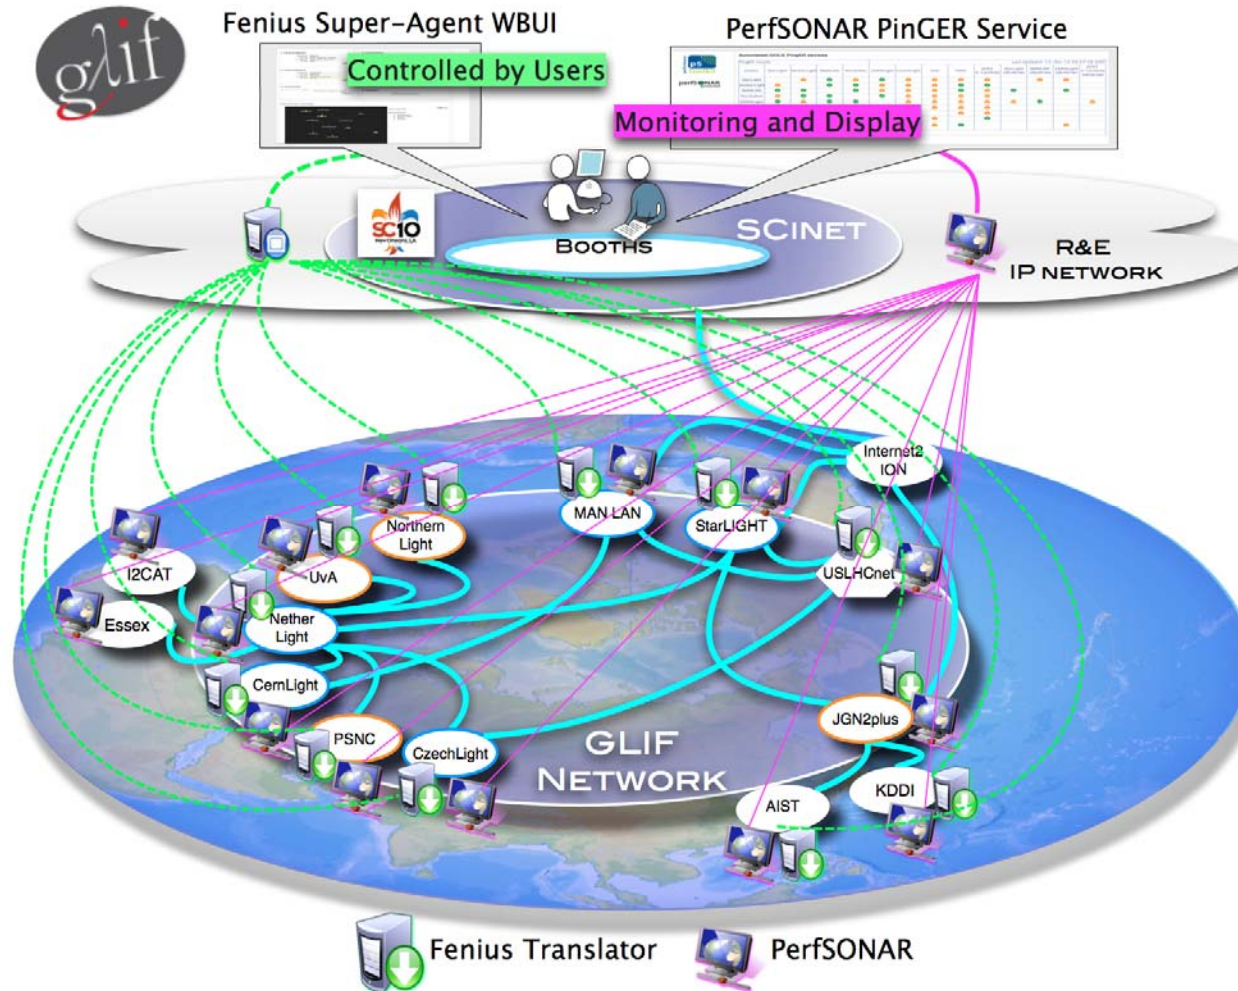 glif
Fenius Super-Agent WBUI
PerfSONAR PinGER Service
Controlled by Users
Monitoring and Display
perfSONAR
SC10
SCINET
BOOTHS
R&E
IP NETWORK
Internet2
ION
MAN LAN
StarLIGHT
Northern
Light
USLHCnet
I2CAT
UvA
Essex
Nether
Light
CernLight
PSNC
CzechLight
JGN2plus
GLIF
NETWORK
AIST
KDDI
Fenius Translator
PerfSONAR